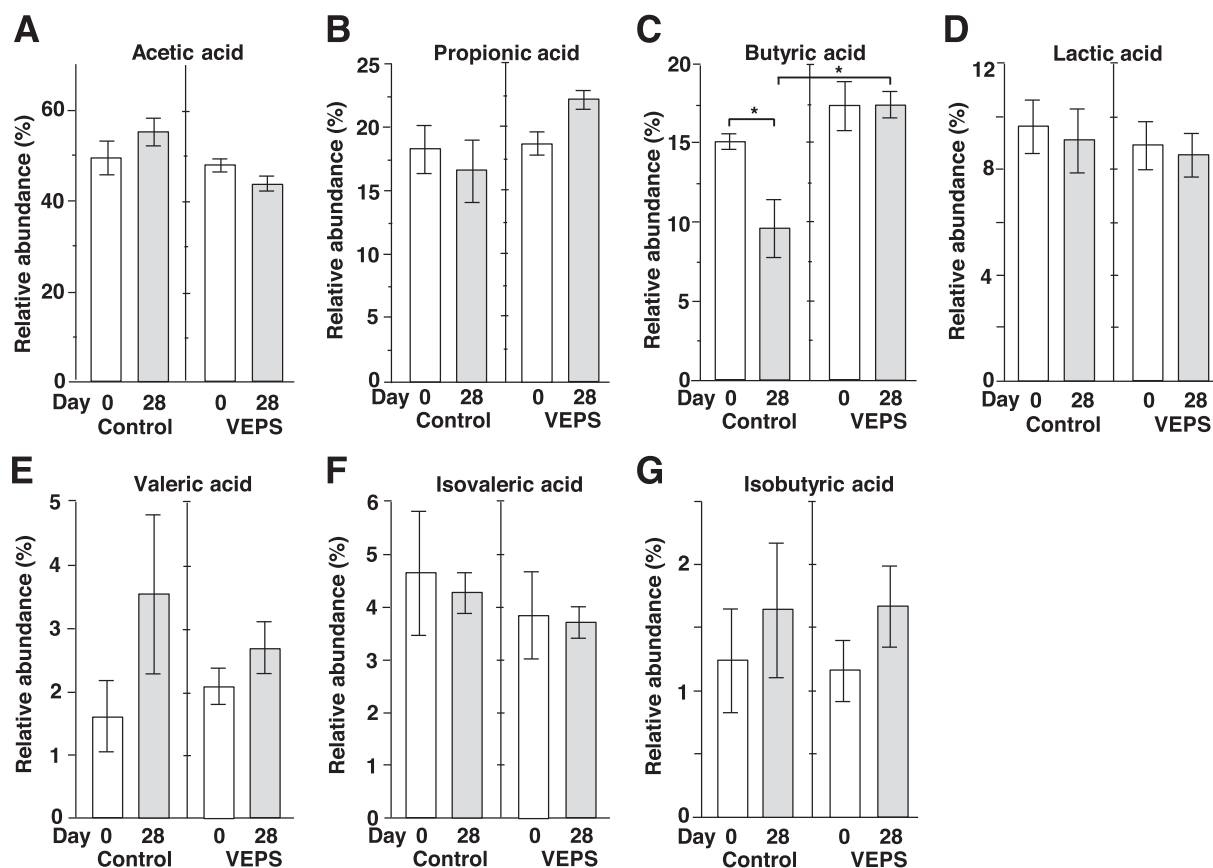 A
Acetic acid
Relative abundance (%)
60
40
20
0
Day 0 28 0 28
Control VEPS
B
Propionic acid
Relative abundance (%)
25
20
15
10
5
0
Day 0 28 0 28
Control VEPS
C
Butyric acid
Relative abundance (%)
20
15
10
5
0
*
*
Day 0 28 0 28
Control VEPS
D
Lactic acid
Relative abundance (%)
12
8
4
0
Day 0 28 0 28
Control VEPS
E
Valeric acid
Relative abundance (%)
5
4
3
2
1
0
Day 0 28 0 28
Control VEPS
F
Isovaleric acid
Relative abundance (%)
6
5
4
3
2
1
0
Day 0 28 0 28
Control VEPS
G
Isobutyric acid
Relative abundance (%)
2
1
0
Day 0 28 0 28
Control VEPS